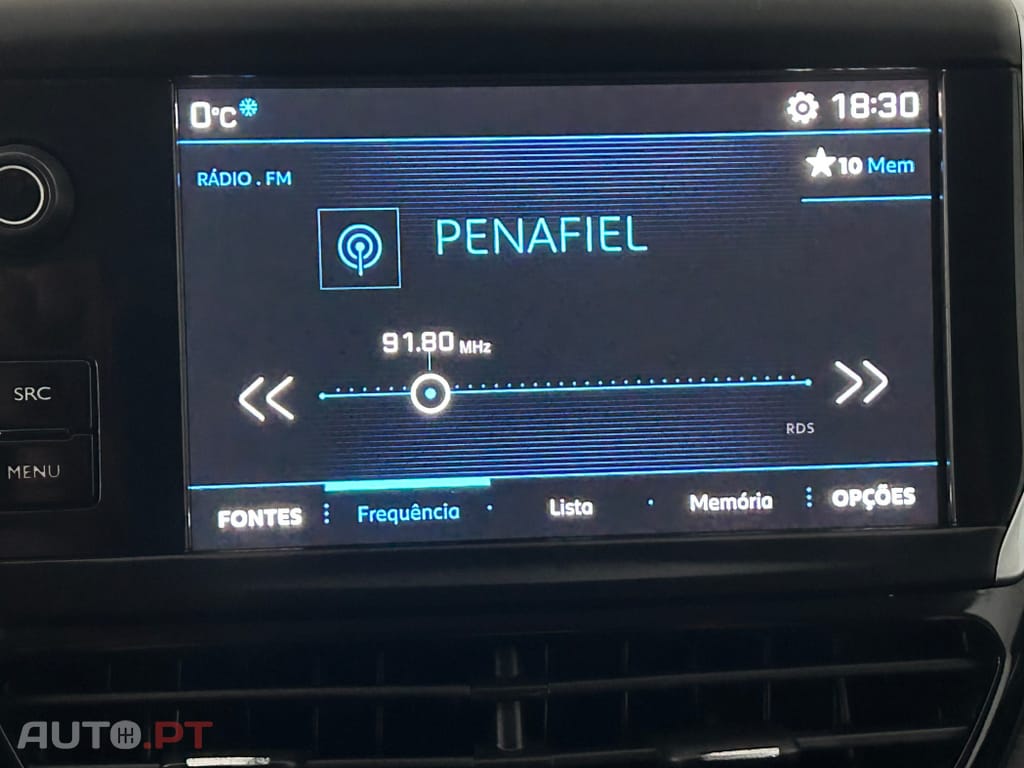 0°C
18:30
RÁDIO . FM
10 Mem
PENAFIEL
91.80 MHz
SRC
RDS
MENU
FONTES
Frequência
Lista
Memória
OPÇÕES
AUTO.PT